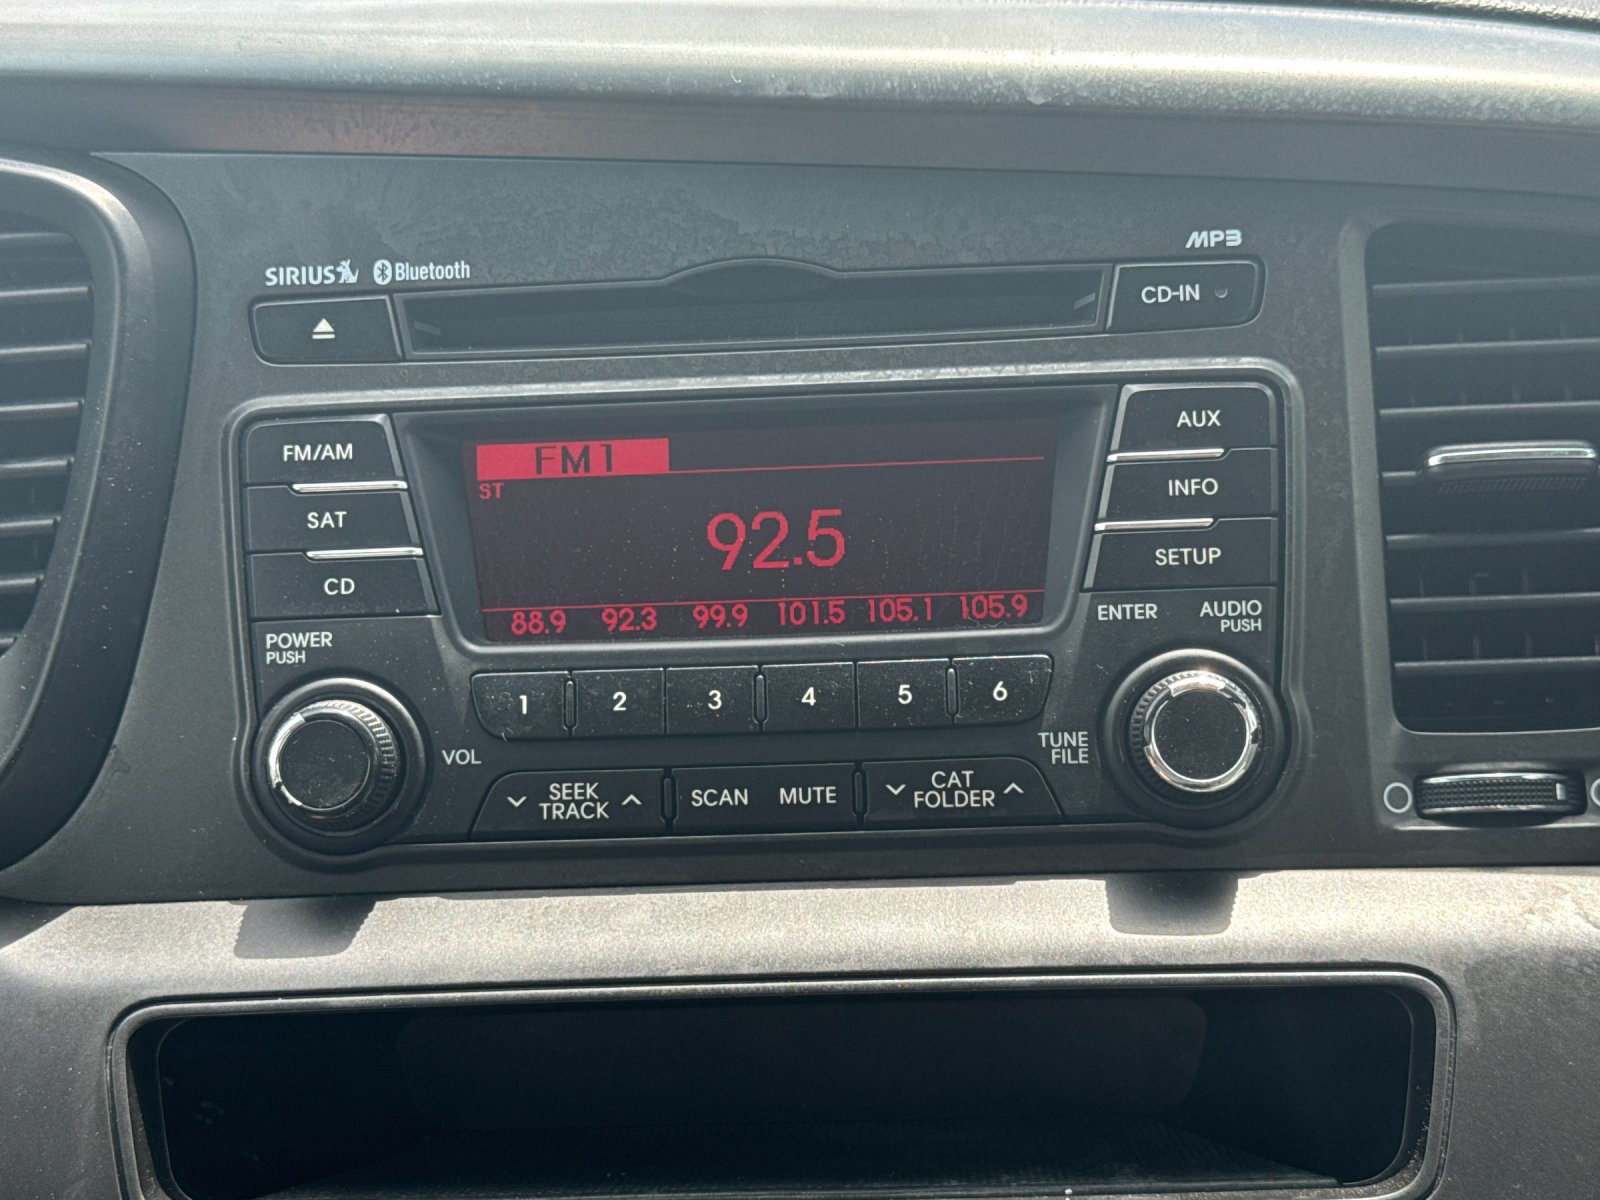 MP3
SIRIUS Bluetooth
CD-IN
FM/AM
SAT
CD
FM1
ST
92.5
88.9 92.3 99.9 101.5 105.1 105.9
AUX
INFO
SETUP
POWER
PUSH
ENTER
AUDIO
PUSH
1 2 3 4 5 6
VOL
TUNE
FILE
SEEK
TRACK
SCAN MUTE
CAT
FOLDER